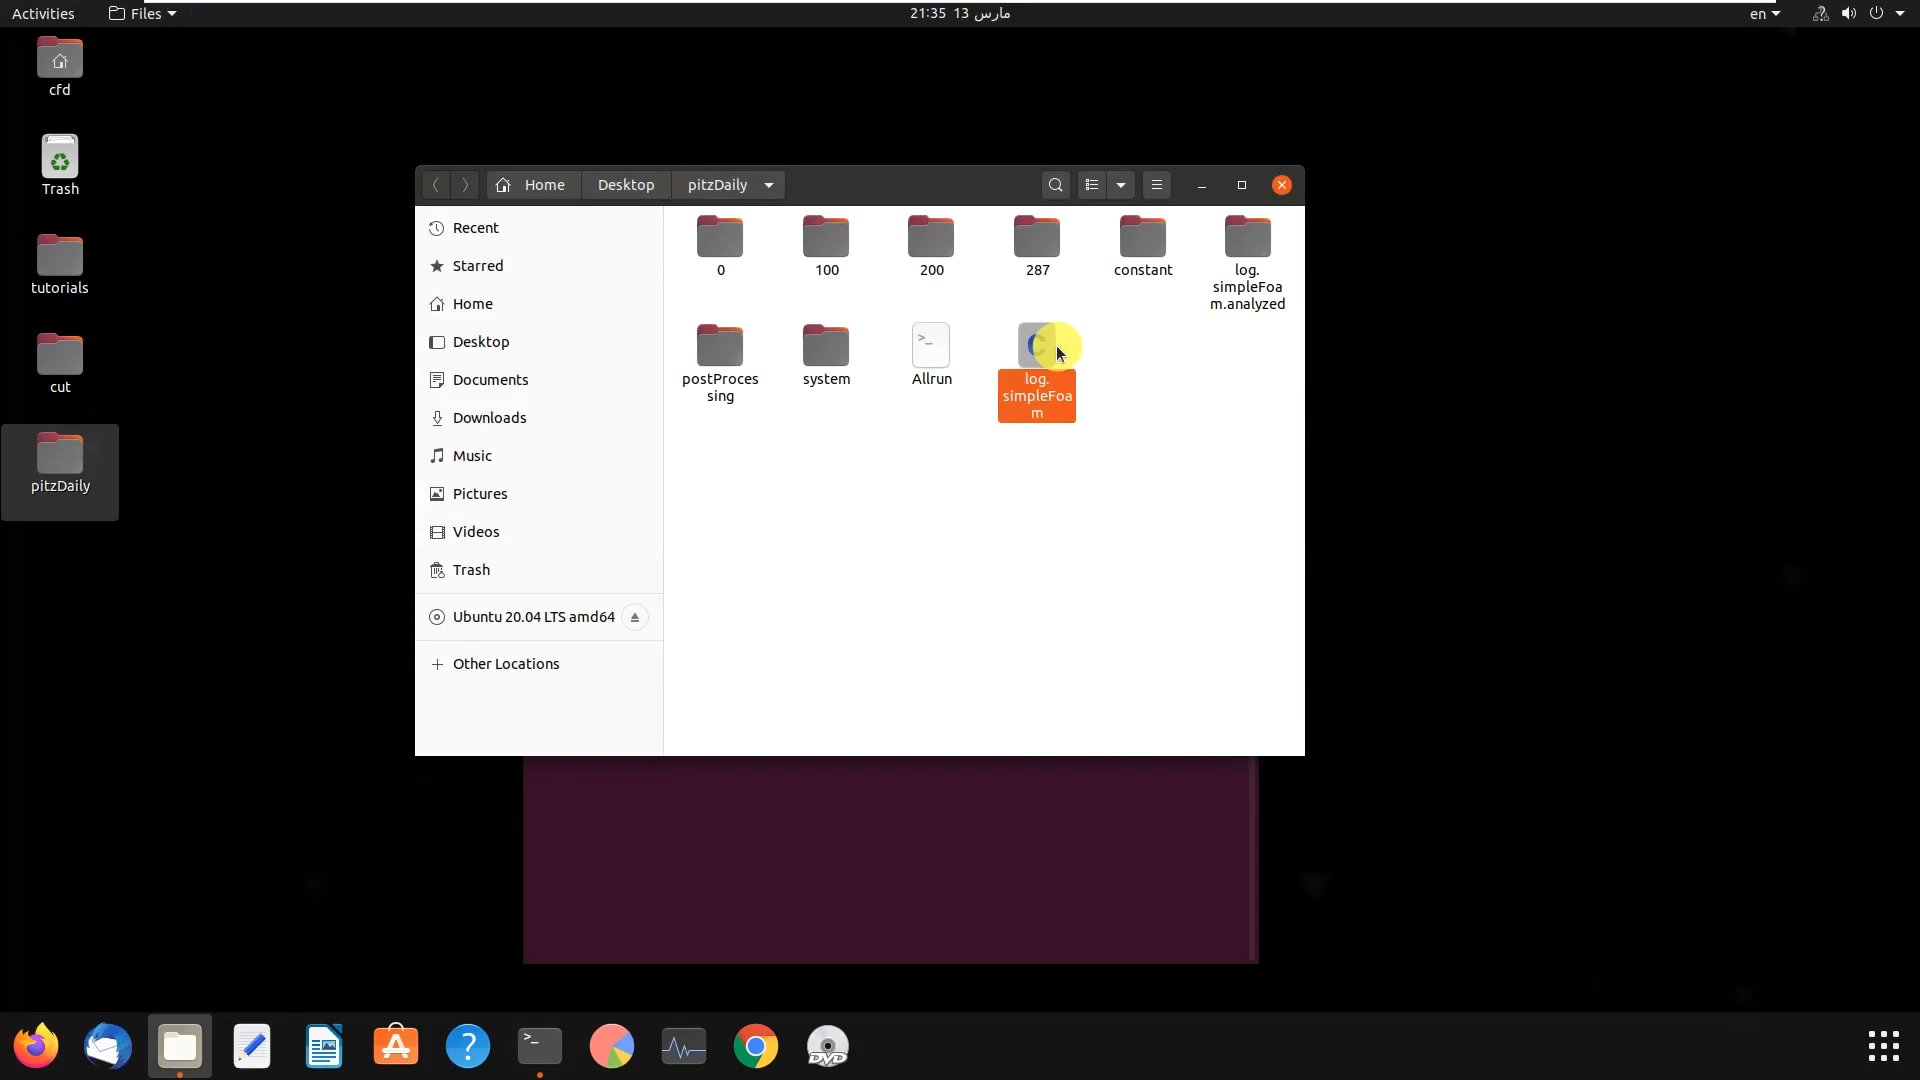 Activities
Files
21:35 13 مارس
en
cfd
Trash
tutorials
cut
pitzDaily
Home
Desktop
pitzDaily
Recent
Starred
Home
Desktop
Documents
Downloads
Music
Pictures
Videos
Trash
Ubuntu 20.04 LTS amd64
Other Locations
0
100
200
287
constant
log.
simpleFoa
m.analyzed
postProces
sing
system
>_
Allrun
C
log.
simpleFoa
m
>_
?
DVD